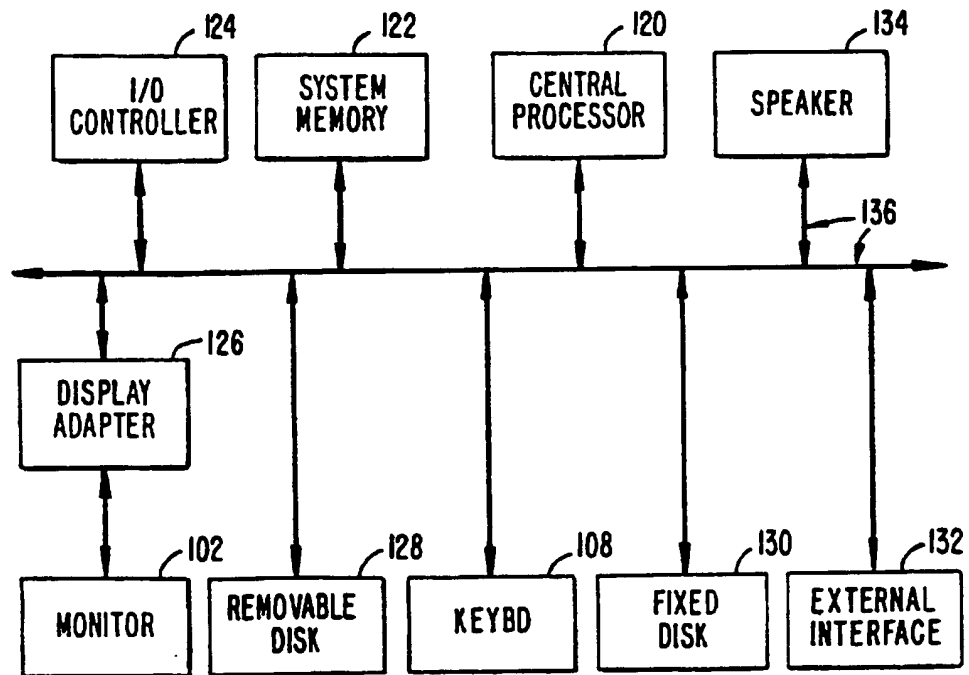 124
122
120
134
I/O
CONTROLLER
SYSTEM
MEMORY
CENTRAL
PROCESSOR
SPEAKER
136
126
DISPLAY
ADAPTER
102
128
108
130
132
MONITOR
REMOVABLE
DISK
KEYBD
FIXED
DISK
EXTERNAL
INTERFACE